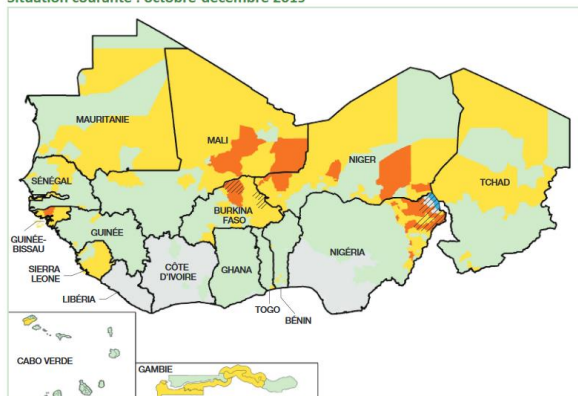 Situation courante : octobre-décembre 2019
MAURITANIE
MALI
NIGER
TCHAD
SÉNÉGAL
BURKINA
FASO
GUINÉE-
BISSAU
GUINÉE
NIGÉRIA
SIERRA
LEONE
CÔTE
D'IVOIRE
GHANA
LIBÉRIA
TOGO
BÉNIN
CABO VERDE
GAMBIE